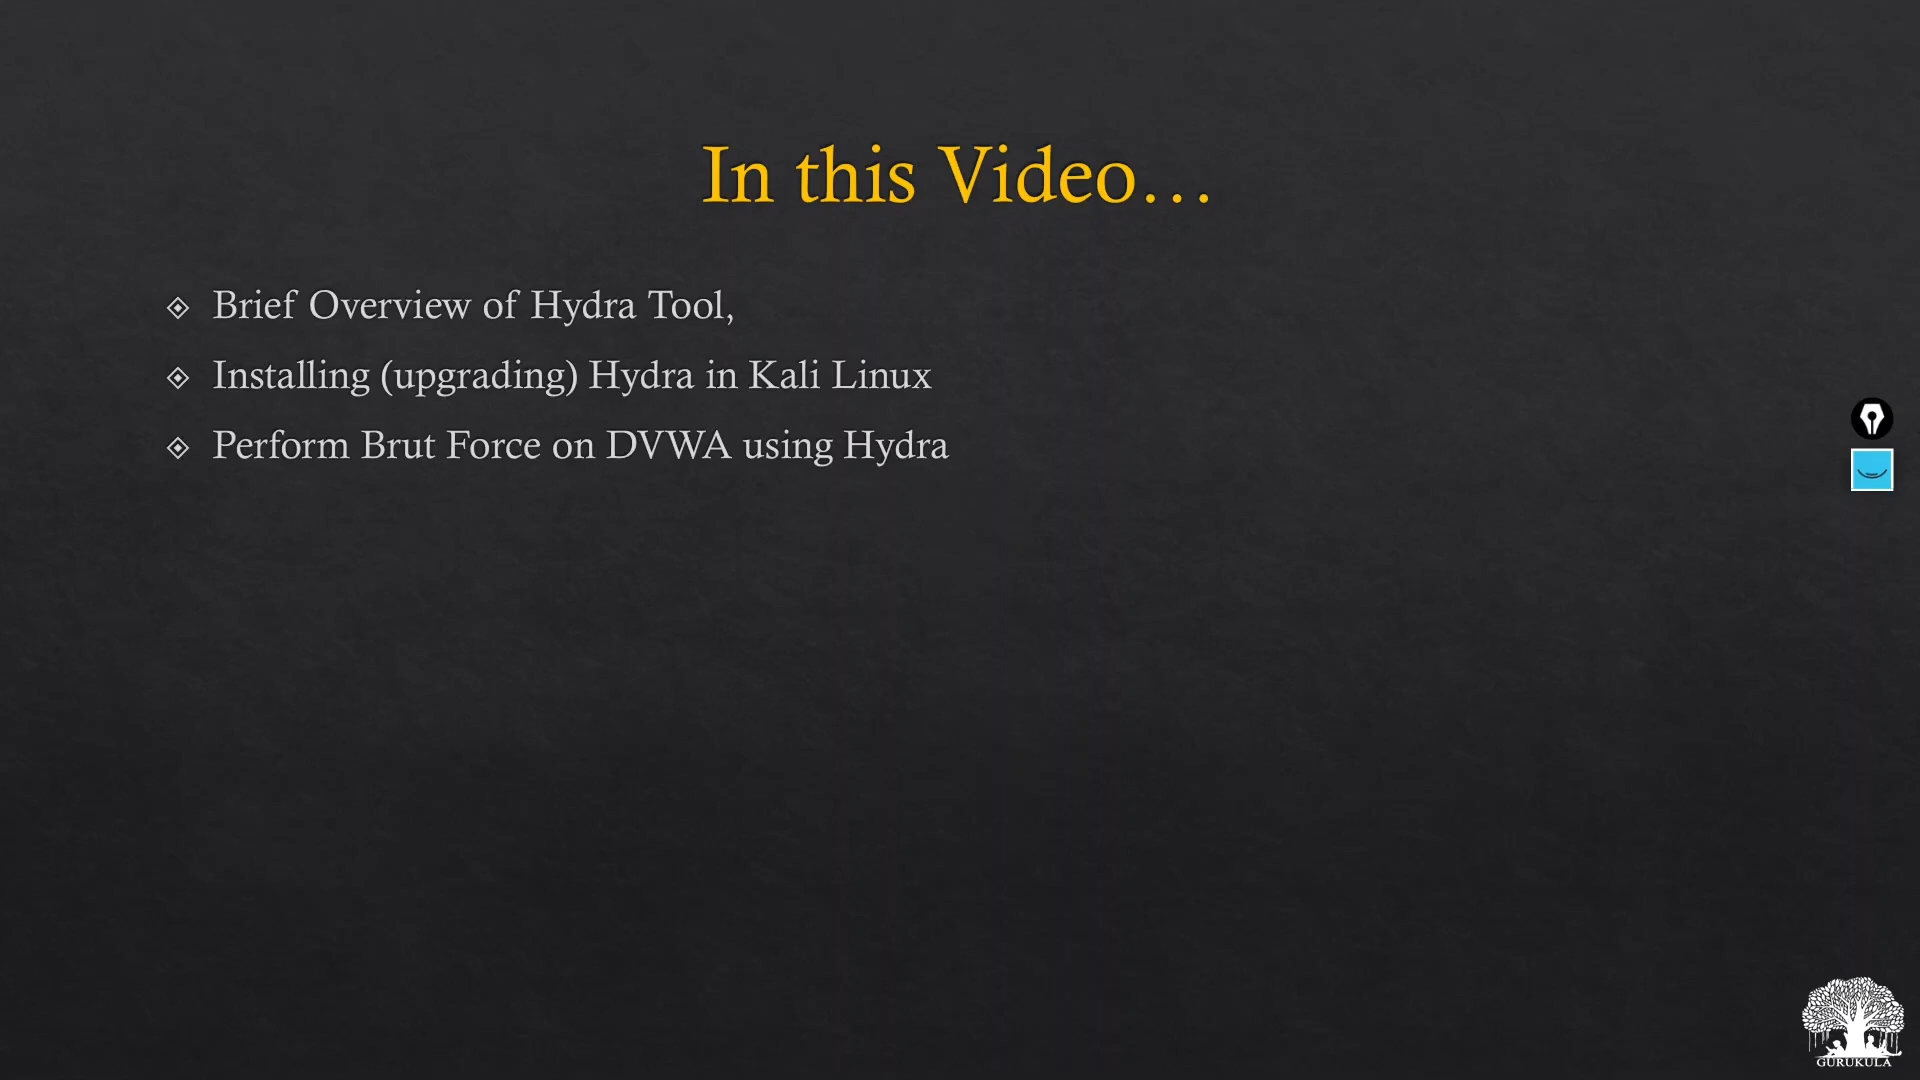 In this Video...
Brief Overview of Hydra Tool,
Installing (upgrading) Hydra in Kali Linux
Perform Brut Force on DVWA using Hydra
GURUKULA